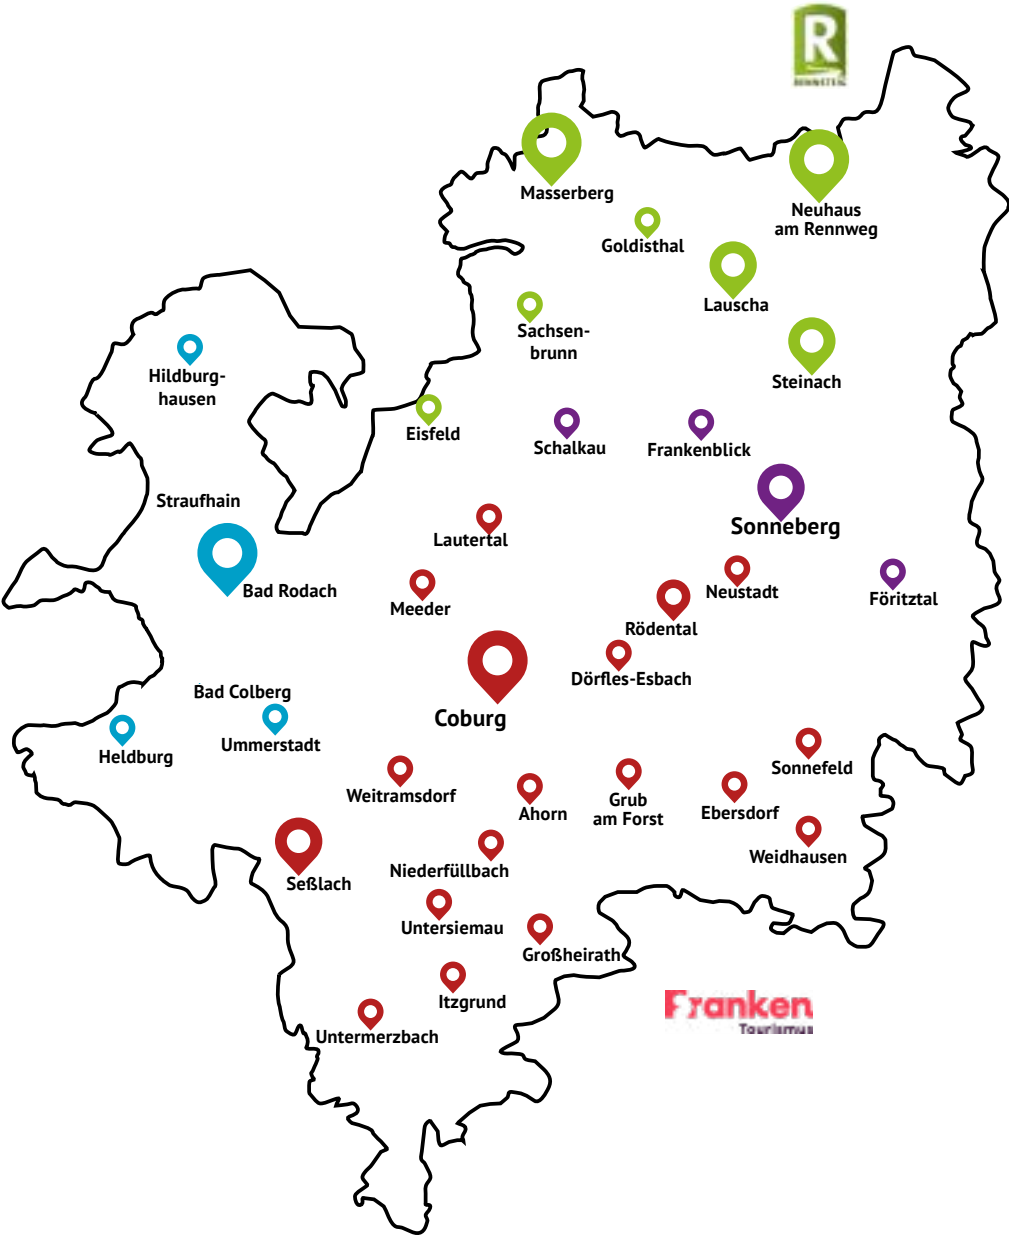 R
RENNSTEIG
Masserberg
Neuhaus
am Rennweg
Goldisthal
Lauscha
Sachsen-
brunn
Hildburg-
hausen
Steinach
Eisfeld
Schalkau
Frankenblick
Straufhain
Sonneberg
Lautertal
Bad Rodach
Meeder
Neustadt
Föritztal
Rödental
Dörfles-Esbach
Bad Colberg
Coburg
Heldburg
Ummerstadt
Sonnefeld
Weitramsdorf
Ahorn
Grub
am Forst
Ebersdorf
Weidhausen
Niederfüllbach
Seßlach
Untersiemau
Großheirath
Itzgrund
Untermerzbach
Franken
Tourismus